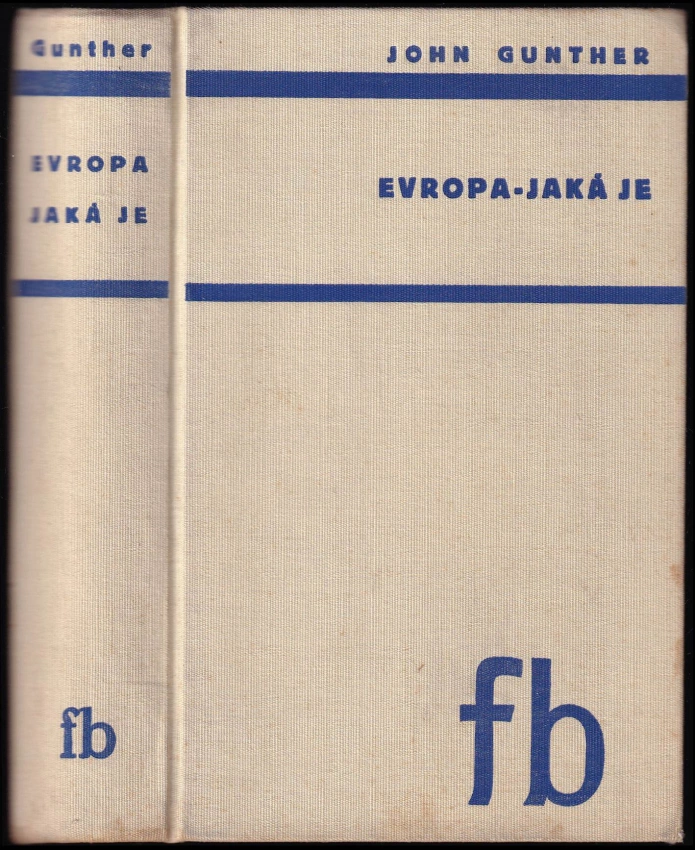 Gunther
EVROPA
JAKÁ JE
fb
JOHN GUNTHER
EVROPA-JAKÁ JE
fb